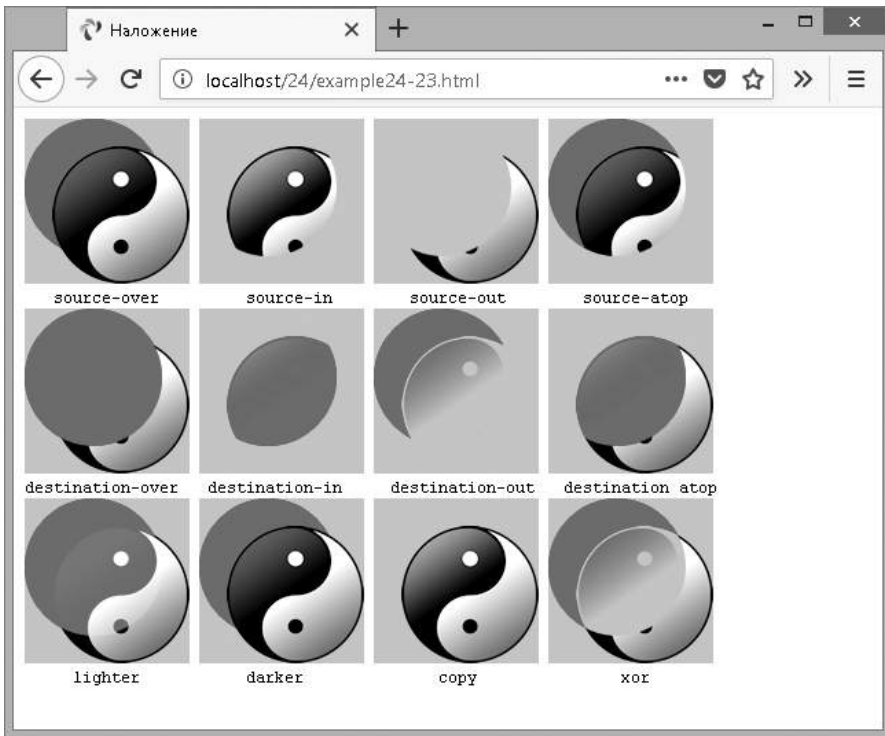 Наложение
localhost/24/example24-23.html
source-over source-in source-out source-atop
destination-over destination-in destination-out destination atop
lighter darker copy xor